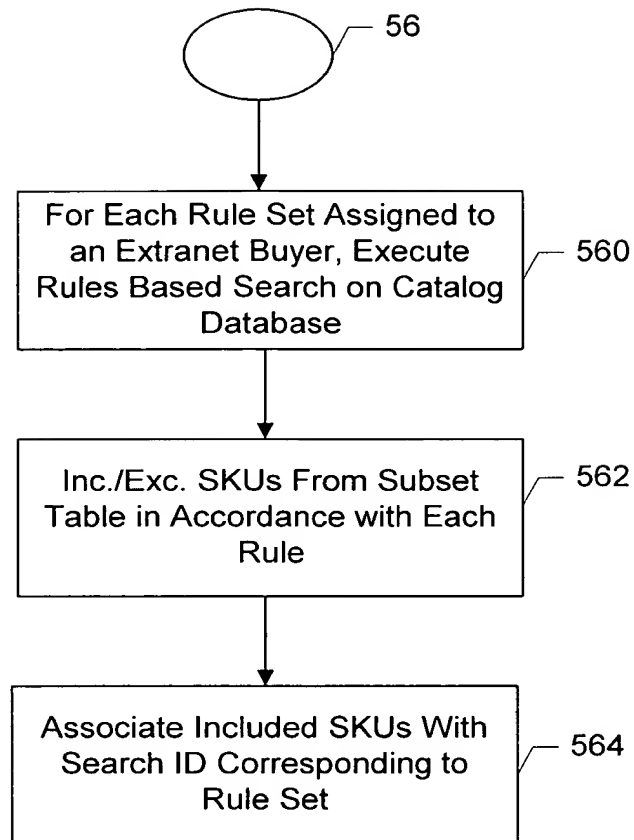 56
For Each Rule Set Assigned to
an Extranet Buyer, Execute
Rules Based Search on Catalog
Database
560
Inc./Exc. SKUs From Subset
Table in Accordance with Each
Rule
562
Associate Included SKUs With
Search ID Corresponding to
Rule Set
564